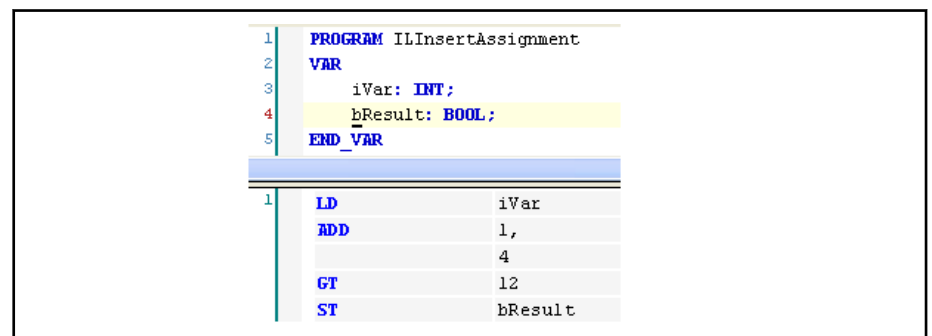 1 PROGRAM ILInsertAssignment
2 VAR
3 iVar: INT;
4 bResult: BOOL;
5 END_VAR
1 LD iVar
ADD 1,
4
GT 12
ST bResult